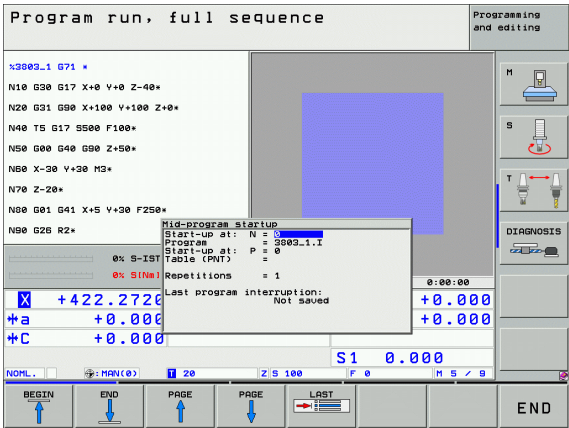 Program run, full sequence
Programming
and editing
%3803_1 G71 *
N10 G30 G17 X+0 Y+0 Z-40*
N20 G31 G90 X+100 Y+100 Z+0*
N40 T5 G17 S500 F100*
N50 G00 G40 G90 Z+50*
N60 X-30 Y+30 M3*
N70 Z-20*
N80 G01 G41 X+5 Y+30 F250*
N90 G26 R2*
M
S
T
DIAGNOSIS
0% S-IST
0% S[Nm]
Mid-program startup
Start-up at: N = 0
Program = 3803_1.I
Start-up at: P = 0
Table (PNT) =
Repetitions = 1
Last program interruption:
Not saved
0:00:00
X +422.2720
+0.000
*a +0.000
+0.000
*C +0.000
S1 0.000
NOML. :MAN(0) T 20 Z S 100 F 0 M 5 / 9
BEGIN
END
PAGE
PAGE
LAST
END